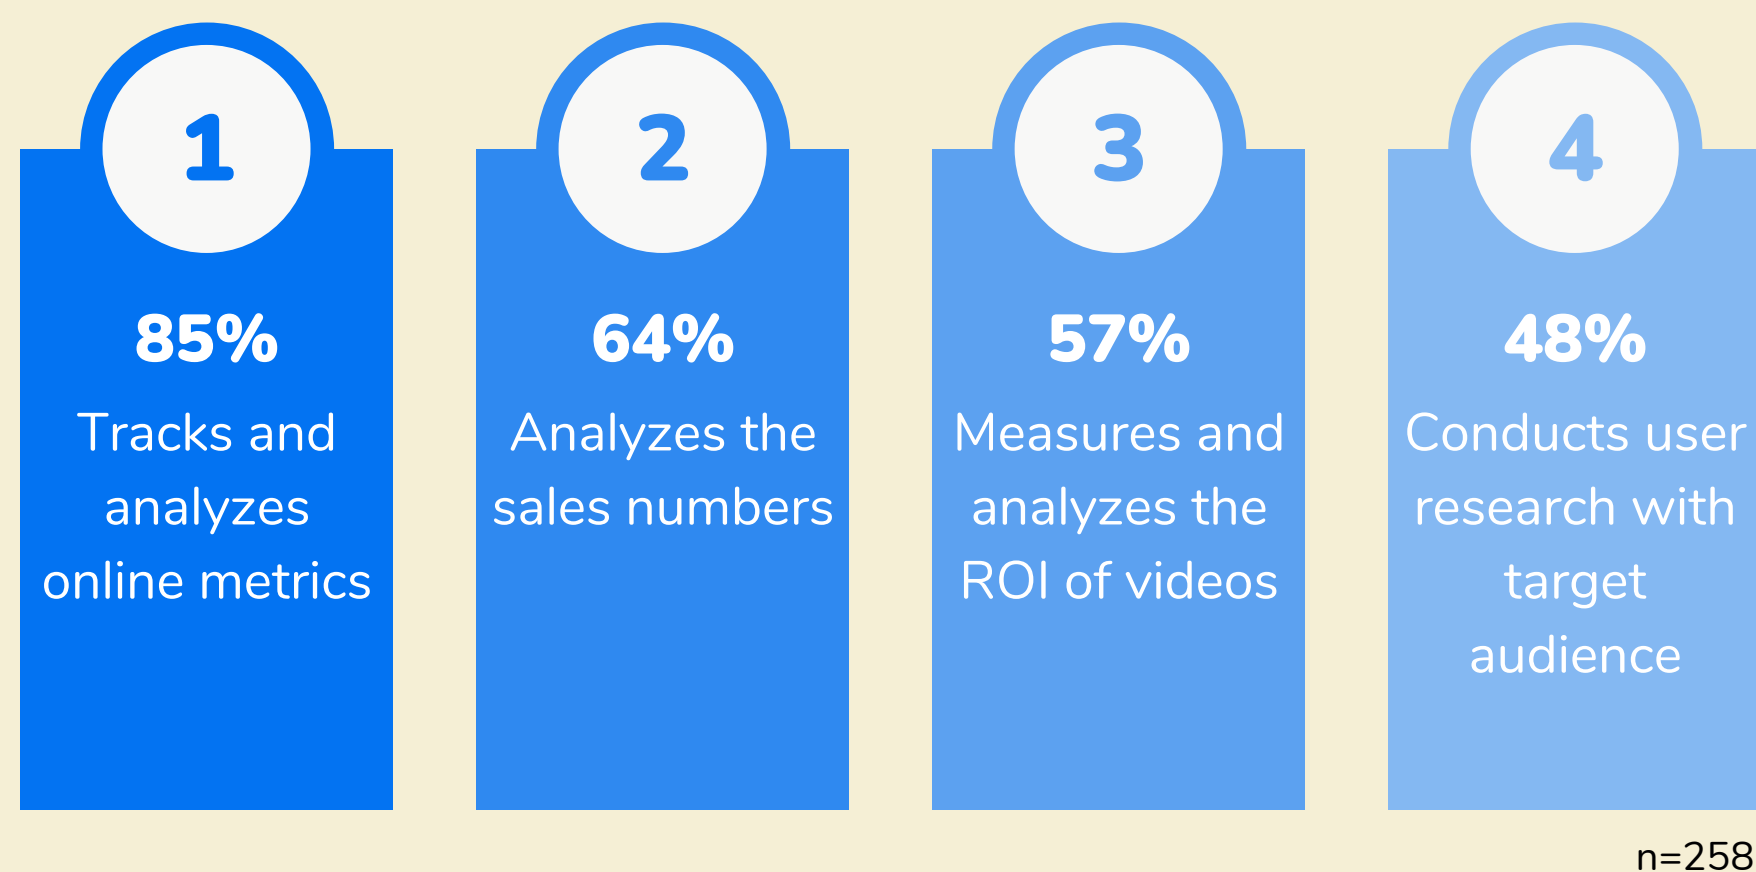 1
85%
Tracks and
analyzes
online metrics
2
64%
Analyzes the
sales numbers
3
57%
Measures and
analyzes the
ROI of videos
4
48%
Conducts user
research with
target
audience
n=258